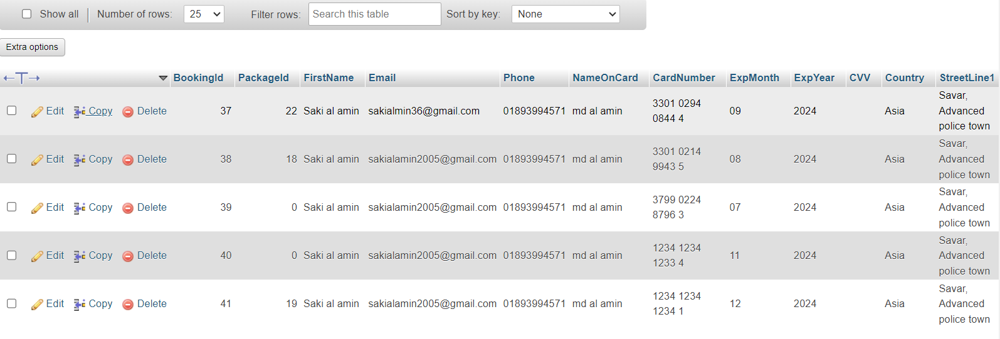 Show all Number of rows: 25 Filter rows: Search this table Sort by key: None
Extra options
BookingId PackageId FirstName Email Phone NameOnCard CardNumber ExpMonth ExpYear CVV Country StreetLine1
Edit Copy Delete 37 22 Saki al amin sakialmin36@gmail.com 01893994571 md al amin 3301 0294 0844 4 09 2024 Asia Savar, Advanced police town
Edit Copy Delete 38 18 Saki al amin sakialamin2005@gmail.com 01893994571 md al amin 3301 0214 9943 5 08 2024 Asia Savar, Advanced police town
Edit Copy Delete 39 0 Saki al amin sakialamin2005@gmail.com 01893994571 md al amin 3799 0224 8796 3 07 2024 Asia Savar, Advanced police town
Edit Copy Delete 40 0 Saki al amin sakialamin2005@gmail.com 01893994571 md al amin 1234 1234 1233 4 11 2024 Asia Savar, Advanced police town
Edit Copy Delete 41 19 Saki al amin sakialamin2005@gmail.com 01893994571 md al amin 1234 1234 1234 1 12 2024 Asia Savar, Advanced police town